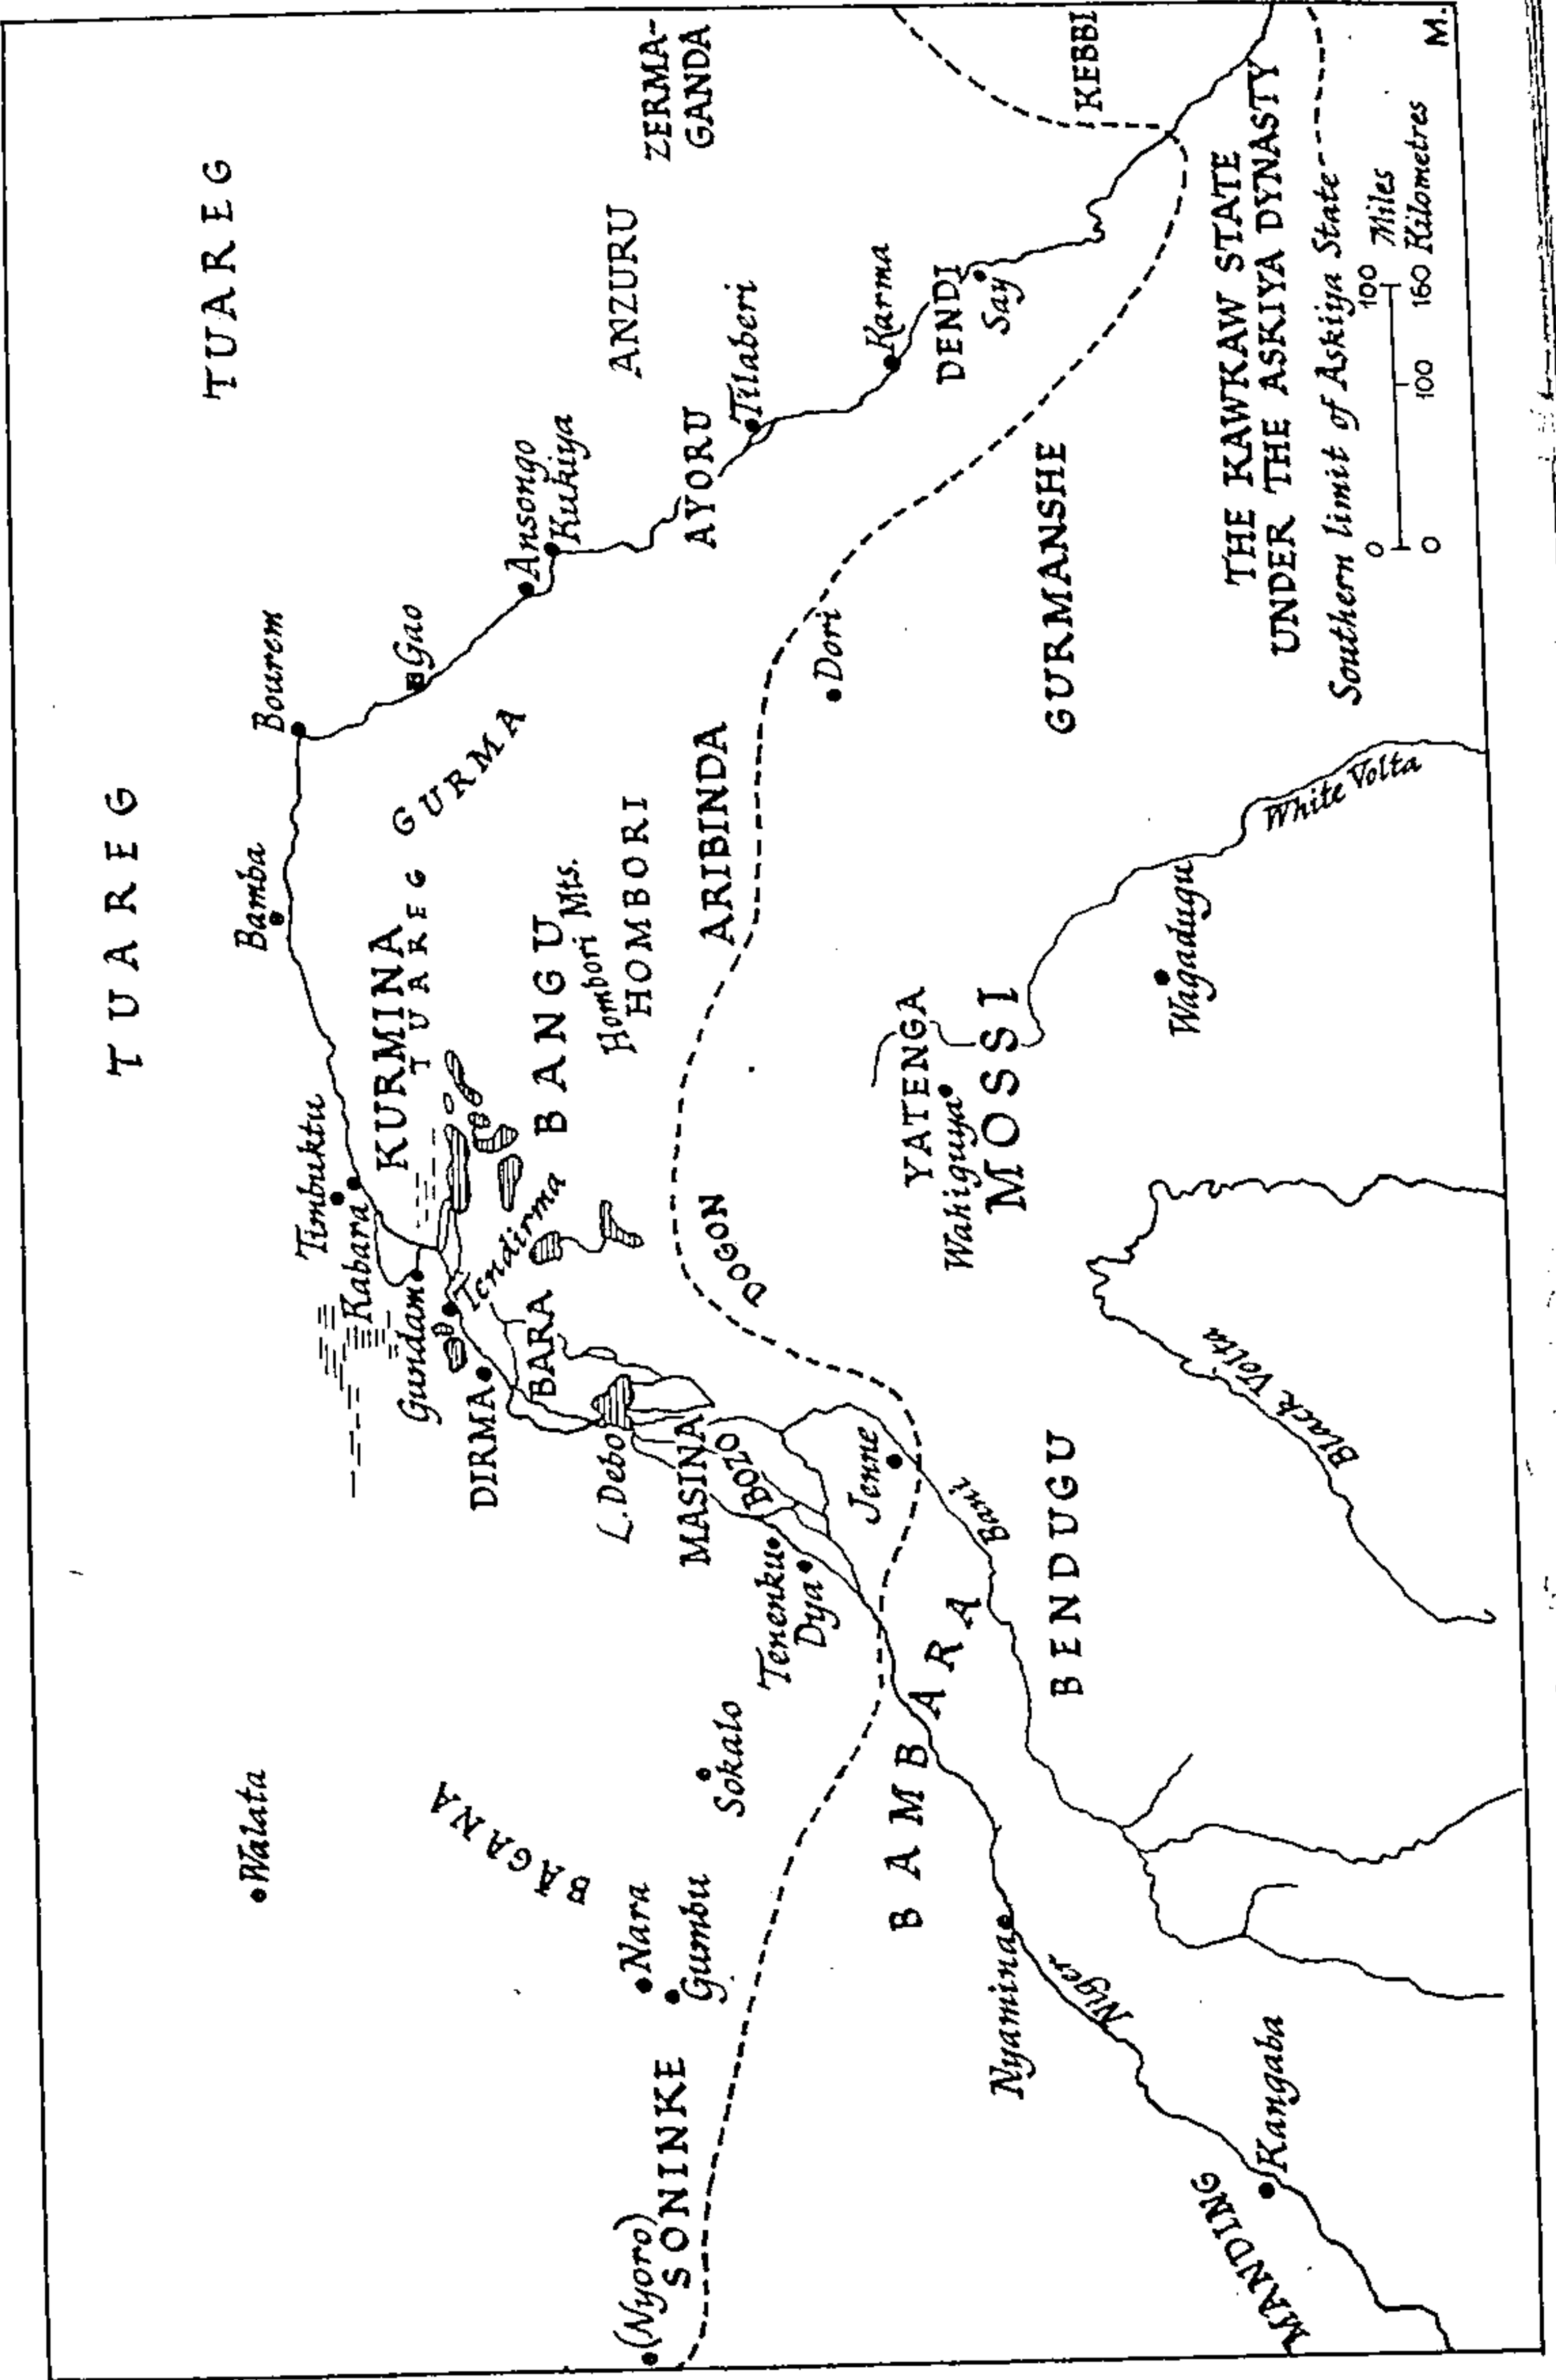 TUAREG
TUAREG
Walata
Timbuktu
Kabara
Bamba
Bourem
Gundam
KURMINA
TUAREG
GURMA
Gao
BAGANA
DIRMA
Tendirma
BARA
BANGU
Hombori Mts.
HOMBORI
Ansongo
Kukiya
ANZURU
ZERMA-
GANDA
(Nyoro)
SONINKE
Nara
Gumbu
Sokalo
L. Debo
MASINA
BOZO
Tenenku
Dya
DOGON
ARIBINDA
AYORU
Tilaberi
Jenne
Dori
Karma
DENDI
Say
KEBBI
BAMBARA
Bani
YATENGA
Wahiguya
MOSSI
Nyamina
Niger
BENDUGU
GURMANSHE
Wagadugu
White Volta
Black Volta
MANDING
Kangaba
THE KAWKAW STATE
UNDER THE ASKIYA DYNASTY
Southern limit of Askiya State
0 100 Miles
0 100 160 Kilometres
M.